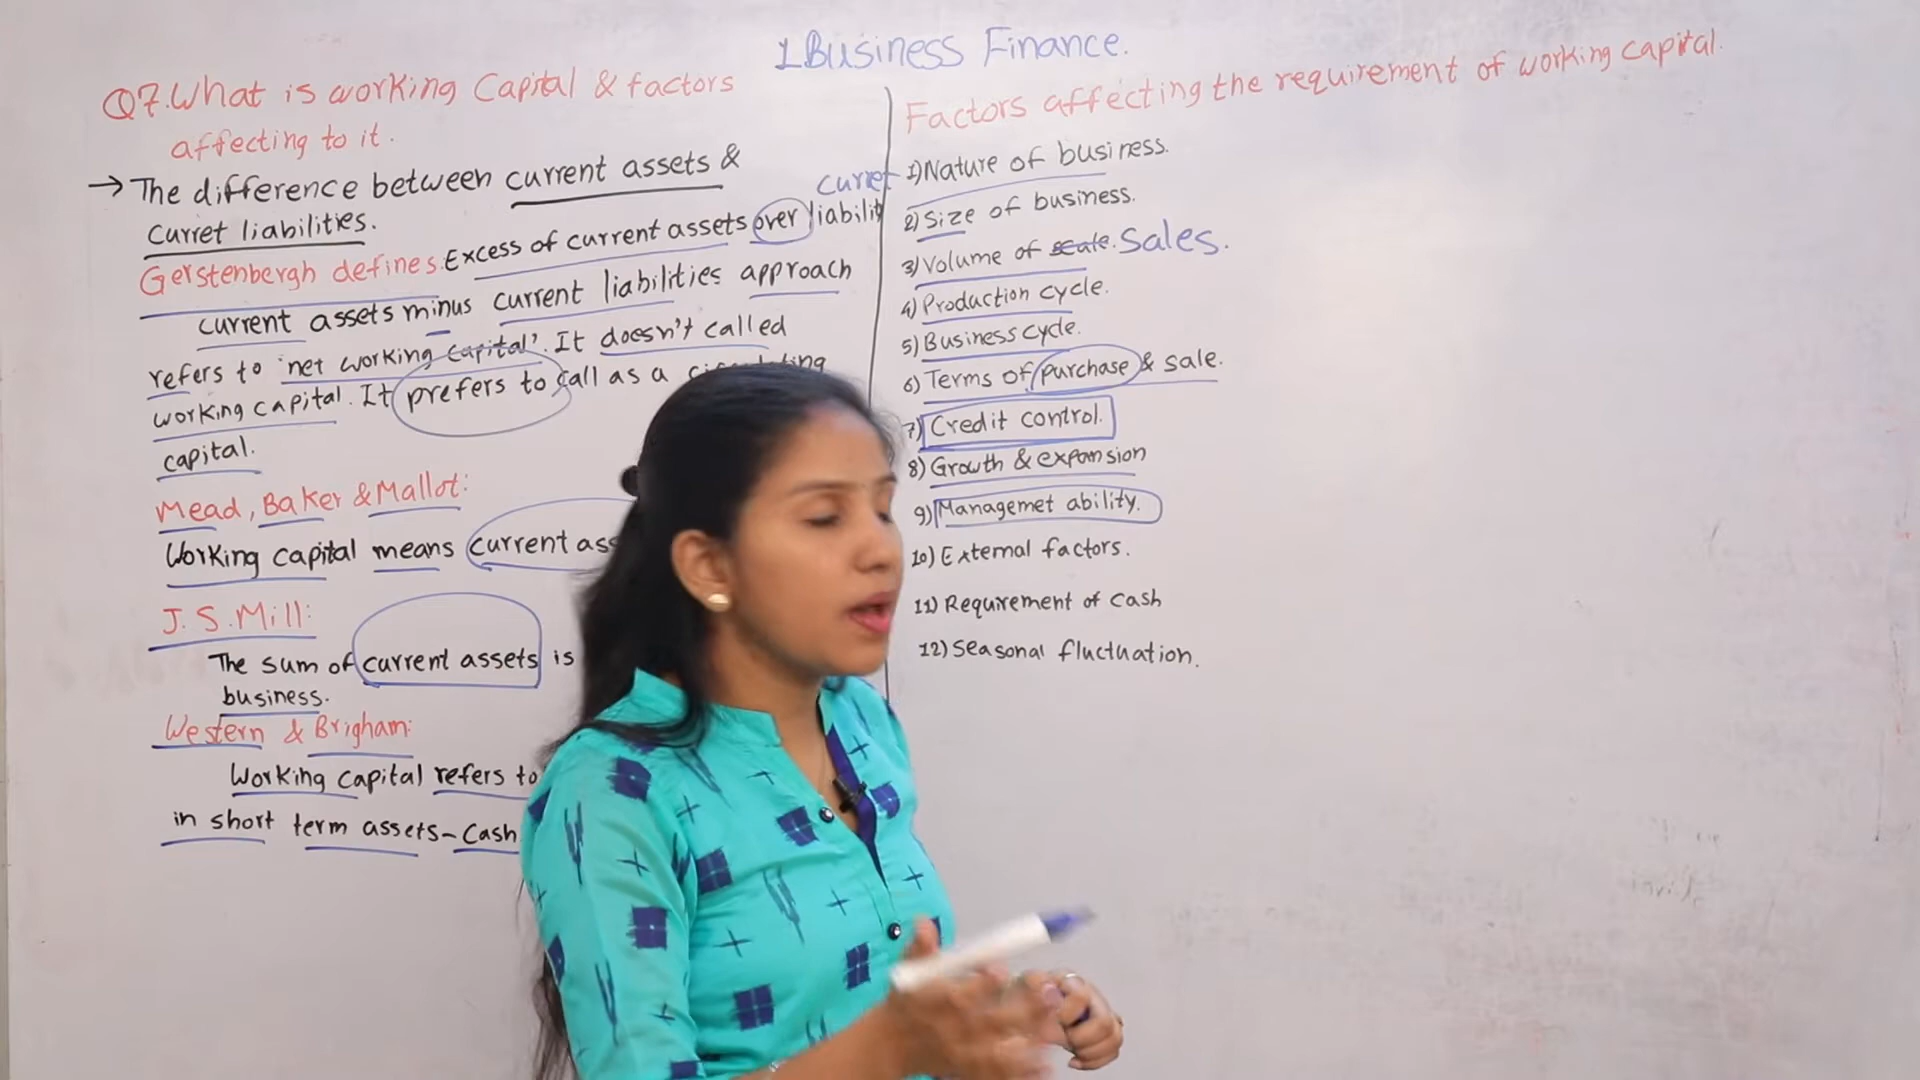 1.Business Finance.
Q7.What is working Capital & factors
affecting to it.
→ The difference between current assets &
curret liabilities.
Gerstenbergh defines. Excess of current assets over curret liabilit
current assets minus current liabilities approach
refers to 'net working capital'. It doesn't called
working capital. It prefers to call as a
capital.
Mead, Baker & Mallot:
Working capital means current ass
J. S. Mill:
The sum of current assets is
business.
Western & Brigham:
Working capital refers to
in short term assets - Cash
Factors affecting the requirement of working capital.
1) Nature of business.
2) Size of business.
3) Volume of scale. Sales.
4) Production cycle.
5) Business cycle.
6) Terms of purchase & sale.
7) Credit control.
8) Growth & expansion
9) Managemet ability.
10) External factors.
11) Requirement of cash
12) Seasonal fluctuation.